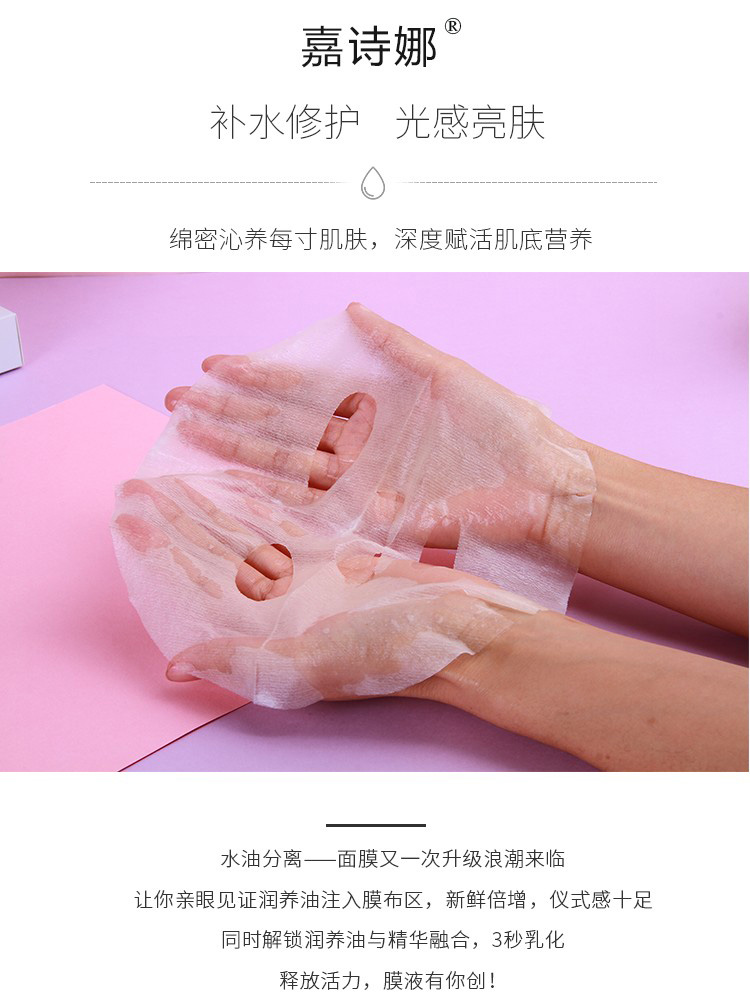 嘉诗娜®
补水修护 光感亮肤
绵密沁养每寸肌肤，深度赋活肌底营养
水油分离——面膜又一次升级浪潮来临
让你亲眼见证润养油注入膜布区，新鲜倍增，仪式感十足
同时解锁润养油与精华融合，3秒乳化
释放活力，膜液有你创！